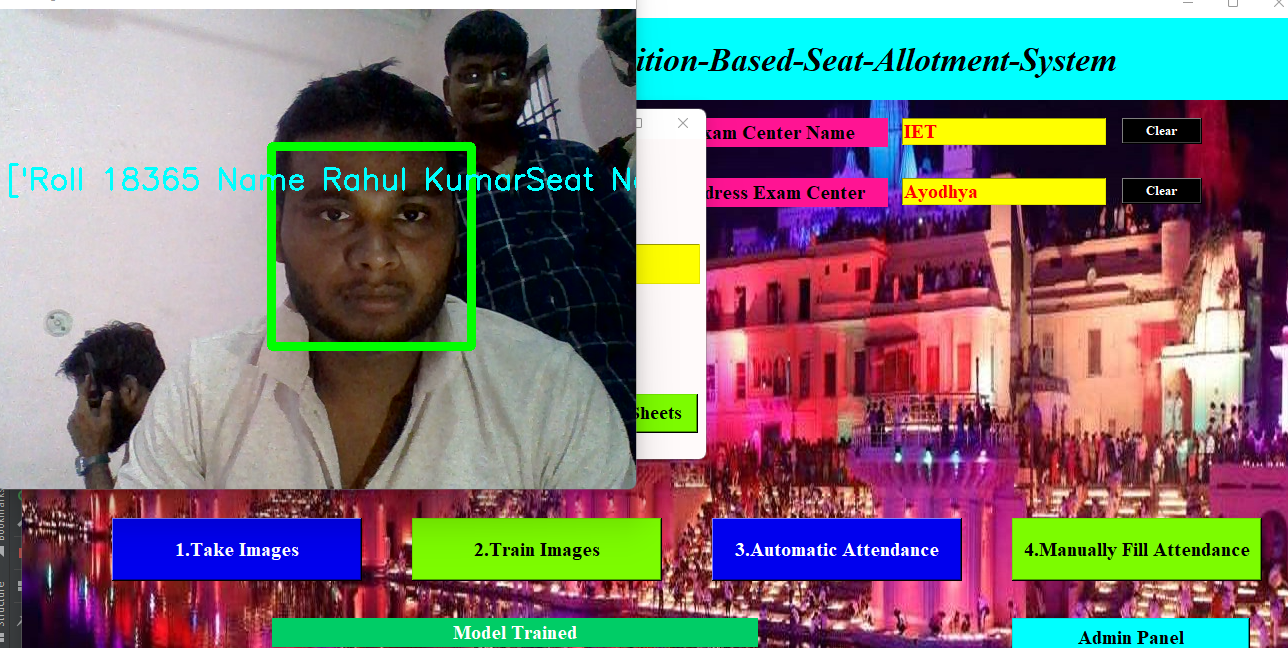 ition-Based-Seat-Allotment-System
xam Center Name
IET
Clear
['Roll 18365 Name Rahul KumarSeat N
dress Exam Center
Ayodhya
Clear
Sheets
1.Take Images
2.Train Images
3.Automatic Attendance
4.Manually Fill Attendance
Structure
Model Trained
Admin Panel